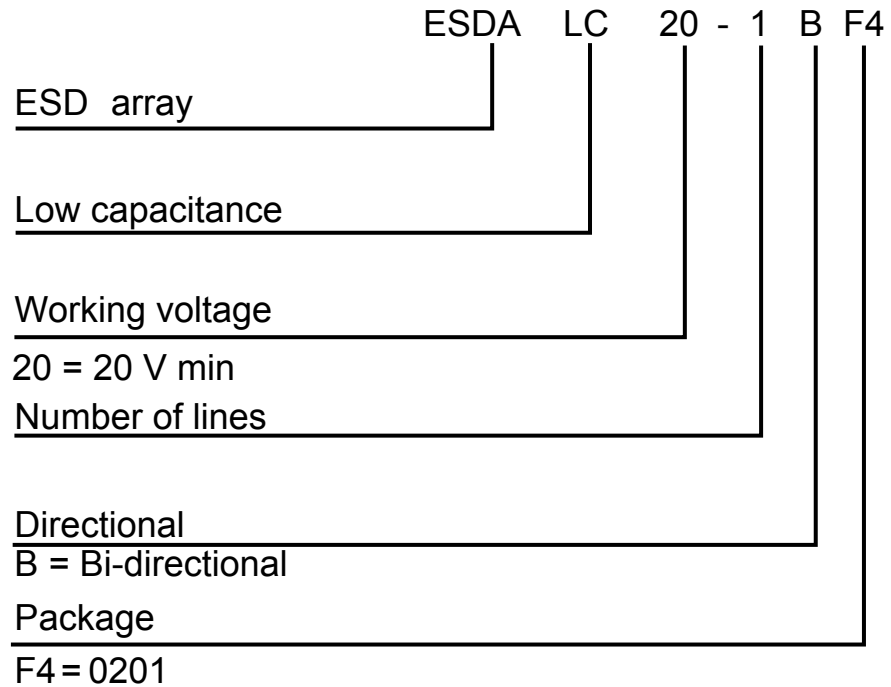 ESDA LC 20 - 1 B F4
ESD array
Low capacitance
Working voltage
20 = 20 V min
Number of lines
Directional
B = Bi-directional
Package
F4 = 0201